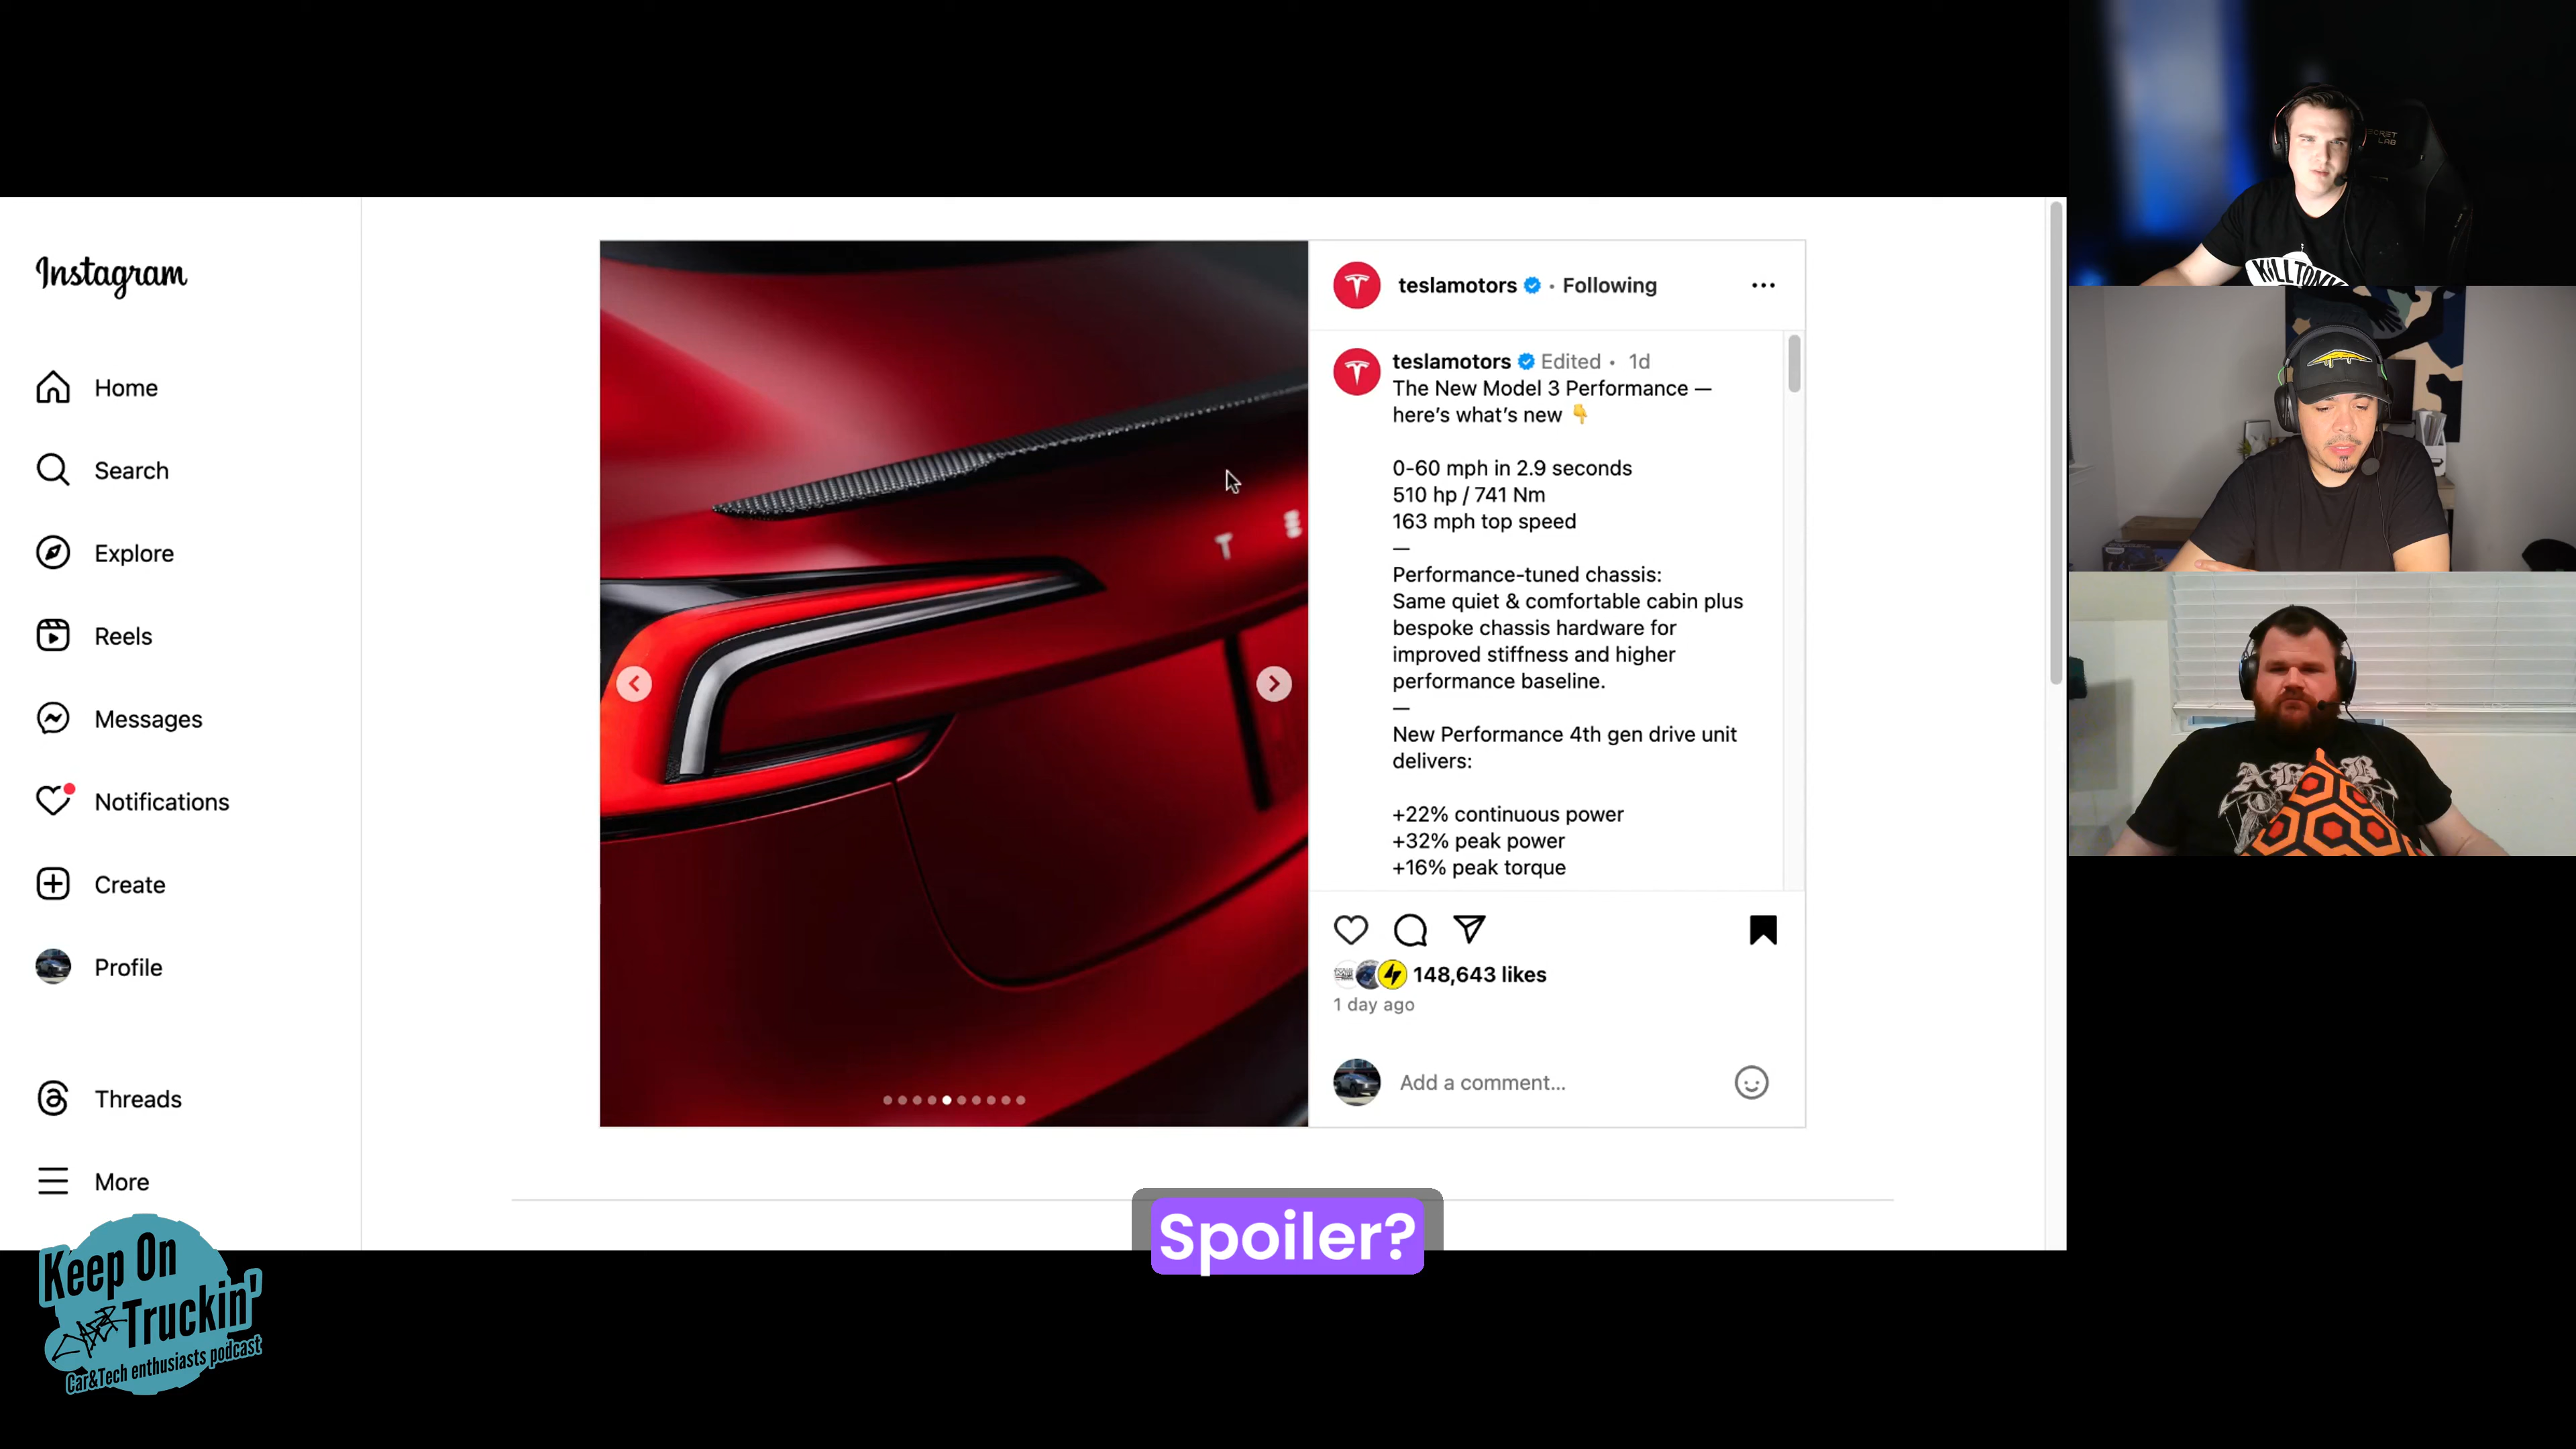 Instagram
Home
Search
Explore
Reels
Messages
Notifications
Create
Profile
Threads
More
T E
teslamotors • Following
teslamotors Edited • 1d
The New Model 3 Performance —
here's what's new 👇
0-60 mph in 2.9 seconds
510 hp / 741 Nm
163 mph top speed
—
Performance-tuned chassis:
Same quiet & comfortable cabin plus
bespoke chassis hardware for
improved stiffness and higher
performance baseline.
—
New Performance 4th gen drive unit
delivers:
+22% continuous power
+32% peak power
+16% peak torque
148,643 likes
1 day ago
Add a comment...
SECRET
LAB
KILLTONY
Spoiler?
Keep On
Truckin'
Car&Tech enthusiasts podcast